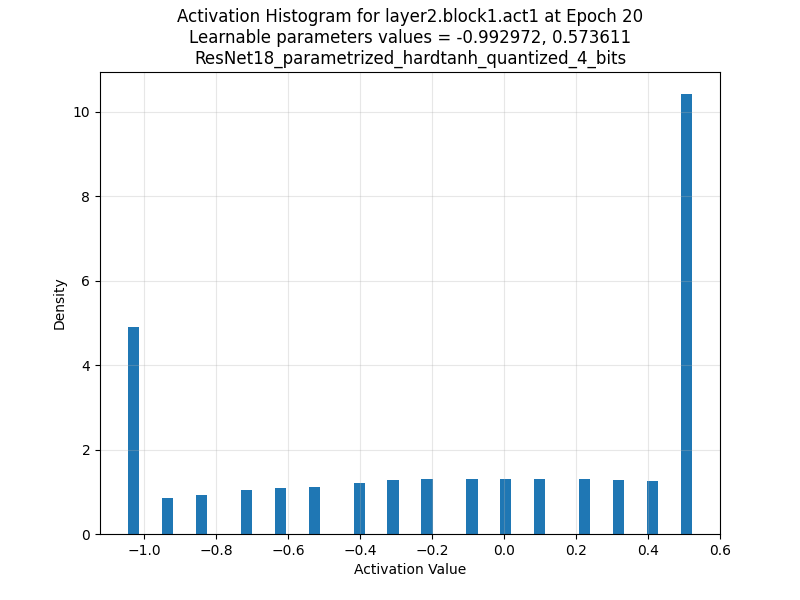 Activation Histogram for layer2.block1.act1 at Epoch 20
Learnable parameters values = -0.992972, 0.573611
ResNet18_parametrized_hardtanh_quantized_4_bits
10
8
6
4
2
0
Density
−1.0 −0.8 −0.6 −0.4 −0.2 0.0 0.2 0.4 0.6
Activation Value